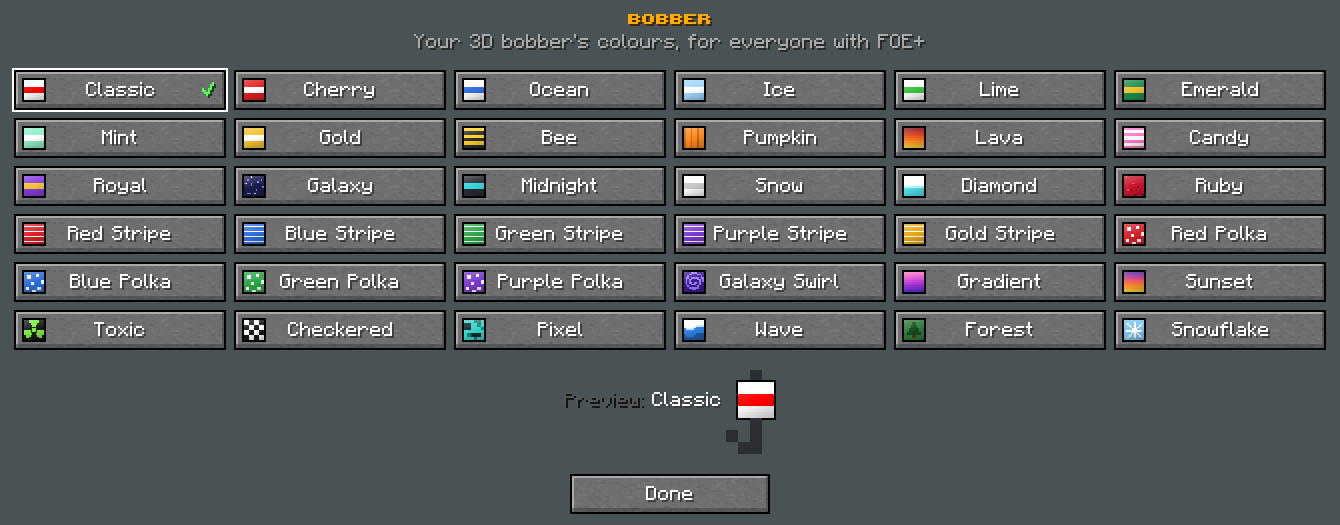 BOBBER
Your 3D bobber's colours, for everyone with FOE+
Classic ✓ Cherry Ocean Ice Lime Emerald
Mint Gold Bee Pumpkin Lava Candy
Royal Galaxy Midnight Snow Diamond Ruby
Red Stripe Blue Stripe Green Stripe Purple Stripe Gold Stripe Red Polka
Blue Polka Green Polka Purple Polka Galaxy Swirl Gradient Sunset
Toxic Checkered Pixel Wave Forest Snowflake
Preview: Classic
Done